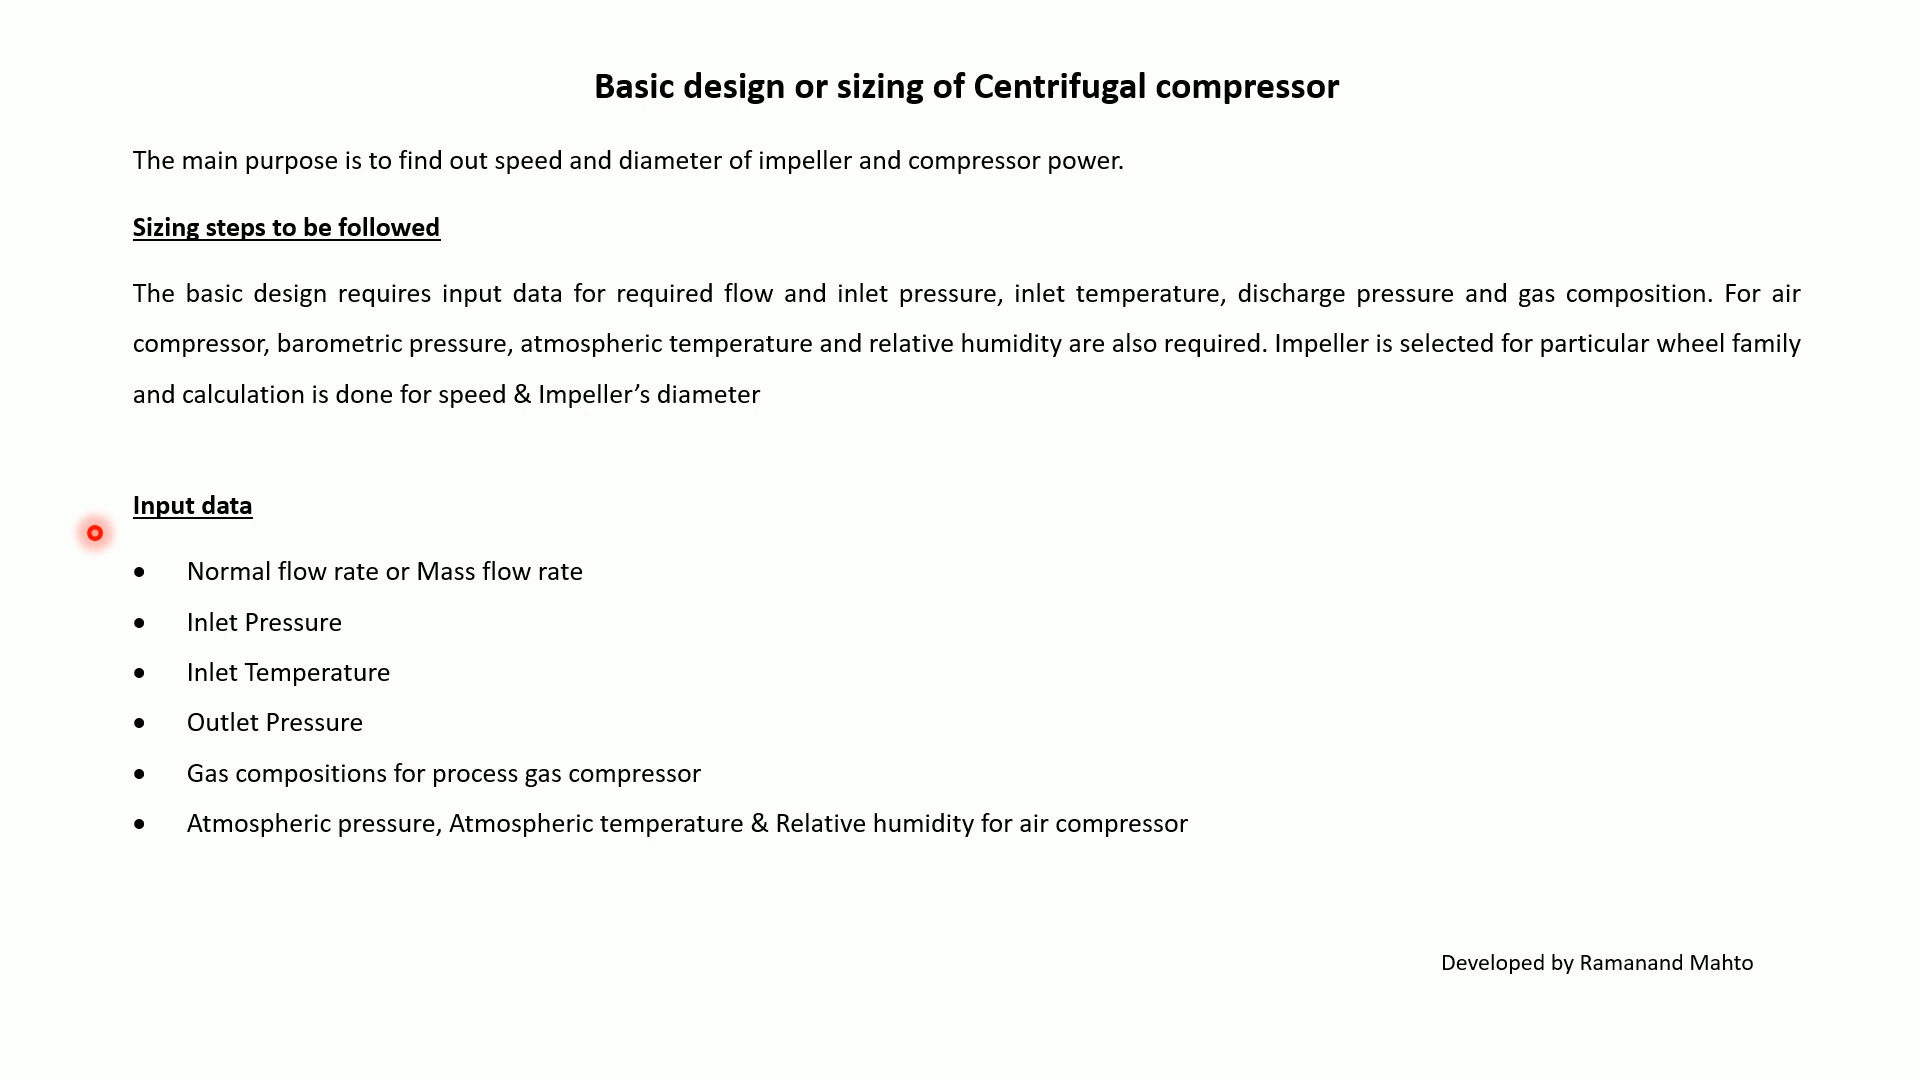 Basic design or sizing of Centrifugal compressor
The main purpose is to find out speed and diameter of impeller and compressor power.
Sizing steps to be followed
The basic design requires input data for required flow and inlet pressure, inlet temperature, discharge pressure and gas composition. For air
compressor, barometric pressure, atmospheric temperature and relative humidity are also required. Impeller is selected for particular wheel family
and calculation is done for speed & Impeller’s diameter
Input data
• Normal flow rate or Mass flow rate
• Inlet Pressure
• Inlet Temperature
• Outlet Pressure
• Gas compositions for process gas compressor
• Atmospheric pressure, Atmospheric temperature & Relative humidity for air compressor
Developed by Ramanand Mahto